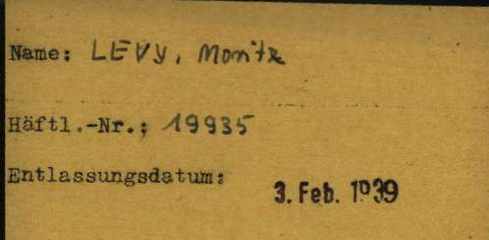 Name: LEVY, Moritz
Häftl.-Nr.: 19935
Entlassungsdatum:
3. Feb. 1939